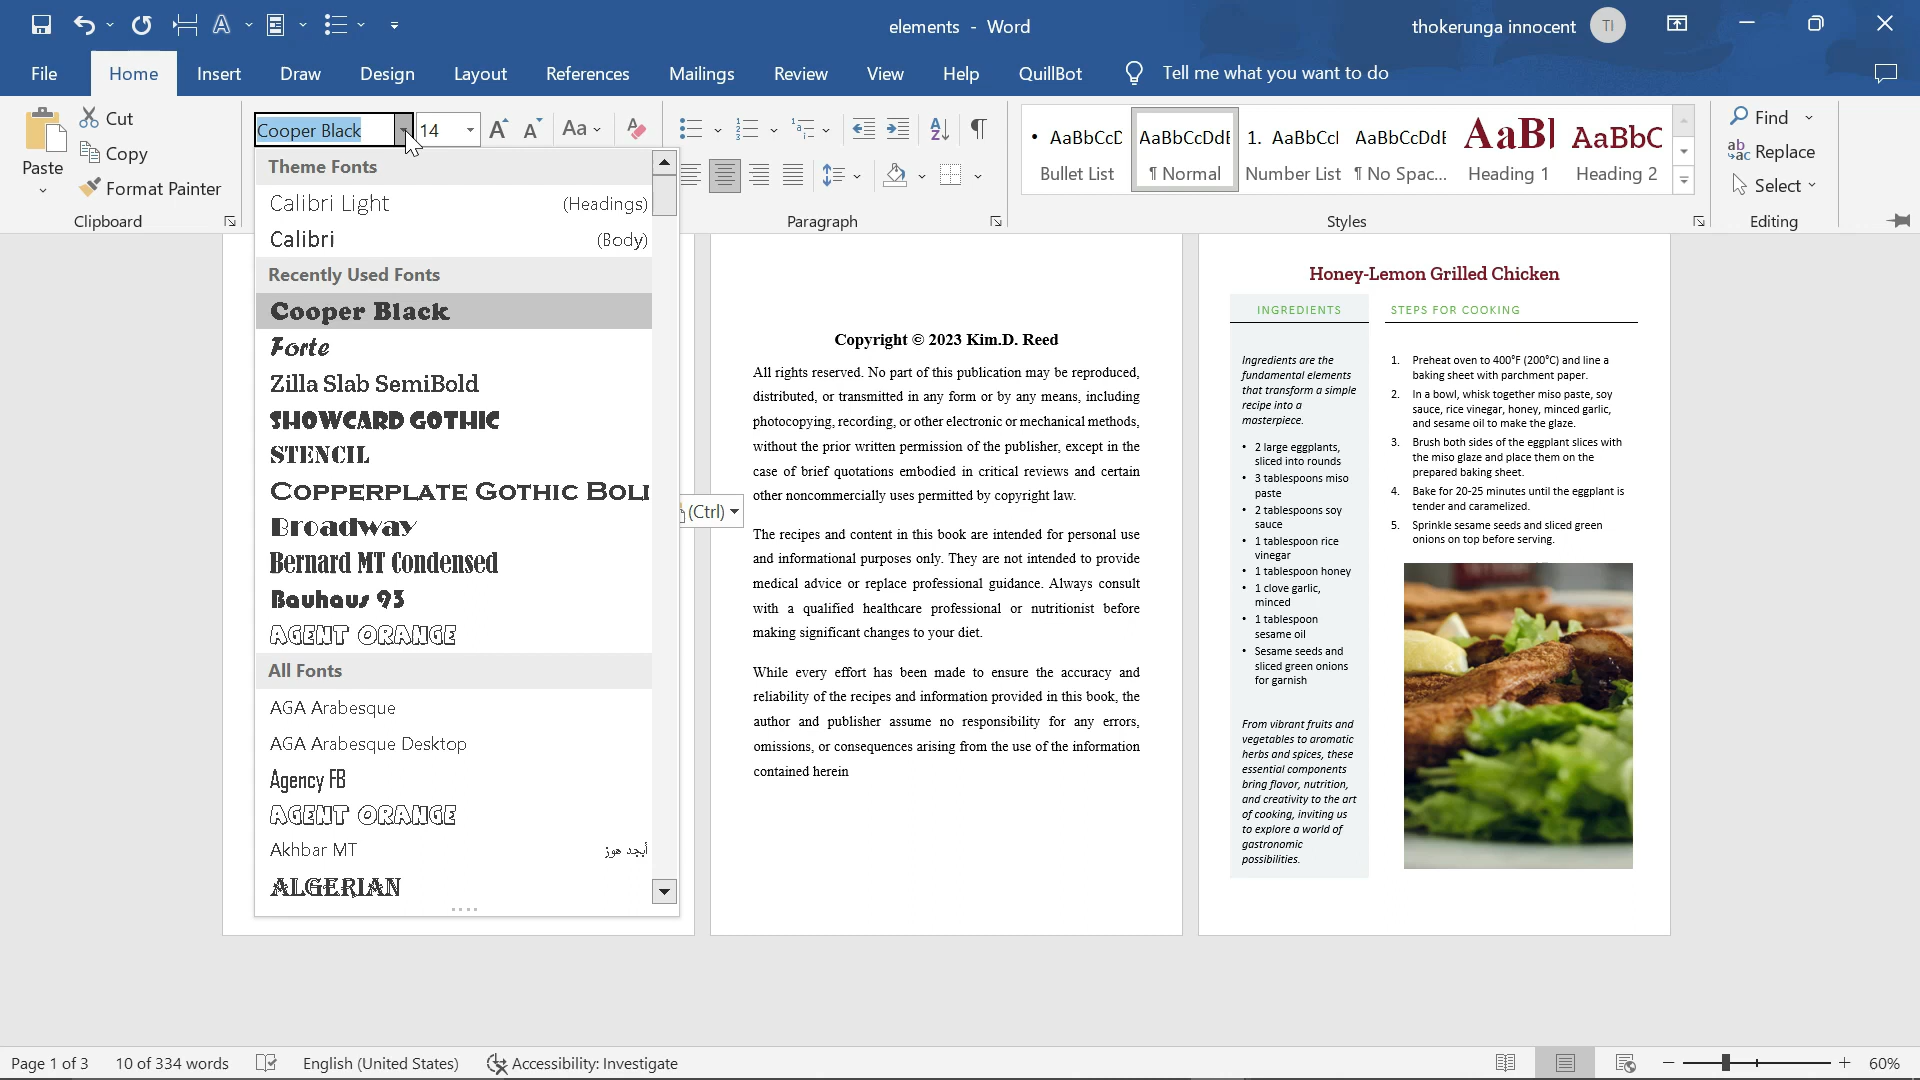 elements - Word
thokerunga innocent TI
File Home Insert Draw Design Layout References Mailings Review View Help QuillBot Tell me what you want to do
Paste
Cut
Copy
Format Painter
Clipboard
Cooper Black 14 Aa
Paragraph
AaBbCcD AaBbCcDdE 1. AaBbCcI AaBbCcDdE AaBI AaBbC
Bullet List ¶ Normal Number List ¶ No Spac... Heading 1 Heading 2
Styles
Find
Replace
Select
Editing
Theme Fonts
Calibri Light (Headings)
Calibri (Body)
Recently Used Fonts
Cooper Black
Forte
Zilla Slab SemiBold
SHOWCARD GOTHIC
STENCIL
COPPERPLATE GOTHIC BOL
Broadway
Bernard MT Condensed
Bauhaus 93
AGENT ORANGE
All Fonts
AGA Arabesque
AGA Arabesque Desktop
Agency FB
AGENT ORANGE
Akhbar MT أبجد هوز
ALGERIAN
(Ctrl)
Copyright © 2023 Kim.D. Reed
All rights reserved. No part of this publication may be reproduced,
distributed, or transmitted in any form or by any means, including
photocopying, recording, or other electronic or mechanical methods,
without the prior written permission of the publisher, except in the
case of brief quotations embodied in critical reviews and certain
other noncommercially uses permitted by copyright law.
The recipes and content in this book are intended for personal use
and informational purposes only. They are not intended to provide
medical advice or replace professional guidance. Always consult
with a qualified healthcare professional or nutritionist before
making significant changes to your diet.
While every effort has been made to ensure the accuracy and
reliability of the recipes and information provided in this book, the
author and publisher assume no responsibility for any errors,
omissions, or consequences arising from the use of the information
contained herein
Honey-Lemon Grilled Chicken
INGREDIENTS
Ingredients are the
fundamental elements
that transform a simple
recipe into a
masterpiece.
• 2 large eggplants,
sliced into rounds
• 3 tablespoons miso
paste
• 2 tablespoons soy
sauce
• 1 tablespoon rice
vinegar
• 1 tablespoon honey
• 1 clove garlic,
minced
• 1 tablespoon
sesame oil
• Sesame seeds and
sliced green onions
for garnish
From vibrant fruits and
vegetables to aromatic
herbs and spices, these
essential components
bring flavor, nutrition,
and creativity to the art
of cooking, inviting us
to explore a world of
gastronomic
possibilities.
STEPS FOR COOKING
1. Preheat oven to 400°F (200°C) and line a
baking sheet with parchment paper.
2. In a bowl, whisk together miso paste, soy
sauce, rice vinegar, honey, minced garlic,
and sesame oil to make the glaze.
3. Brush both sides of the eggplant slices with
the miso glaze and place them on the
prepared baking sheet.
4. Bake for 20-25 minutes until the eggplant is
tender and caramelized.
5. Sprinkle sesame seeds and sliced green
onions on top before serving.
Page 1 of 3 10 of 334 words English (United States) Accessibility: Investigate 60%